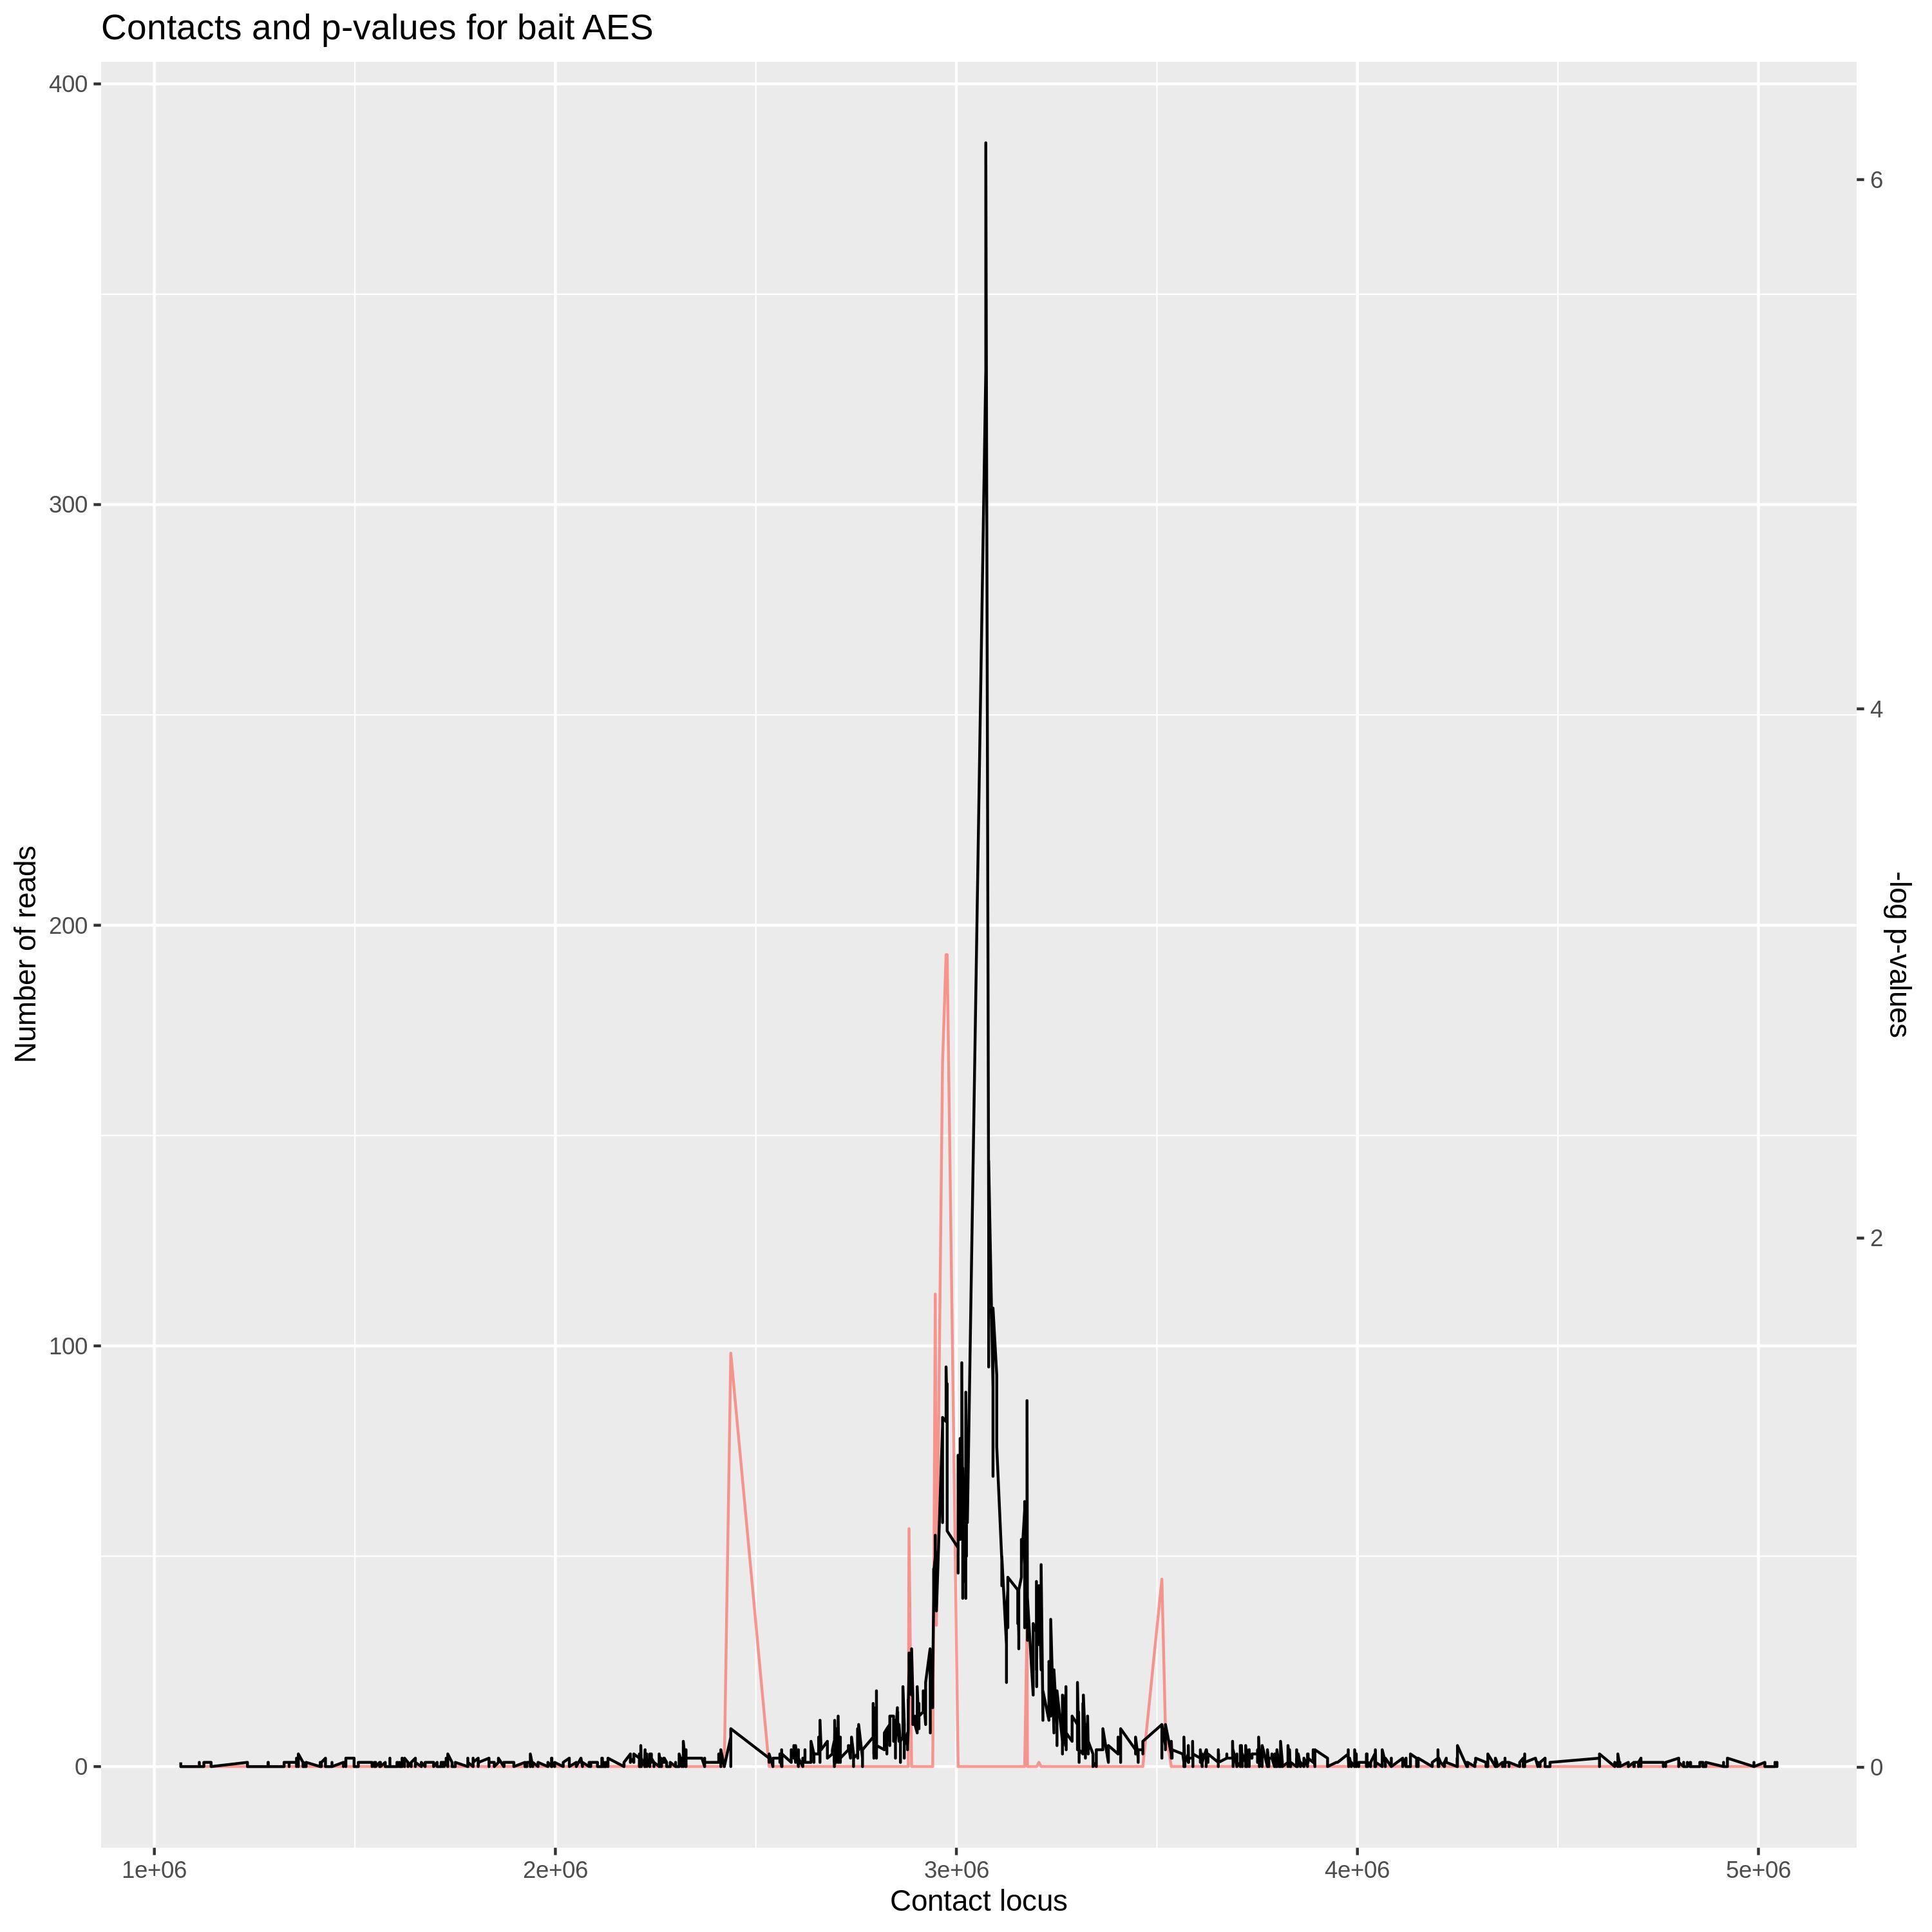 Contacts and p-values for bait AES
400
300
200
100
0
Number of reads
6
4
2
0
-log p-values
1e+06
2e+06
3e+06
4e+06
5e+06
Contact locus